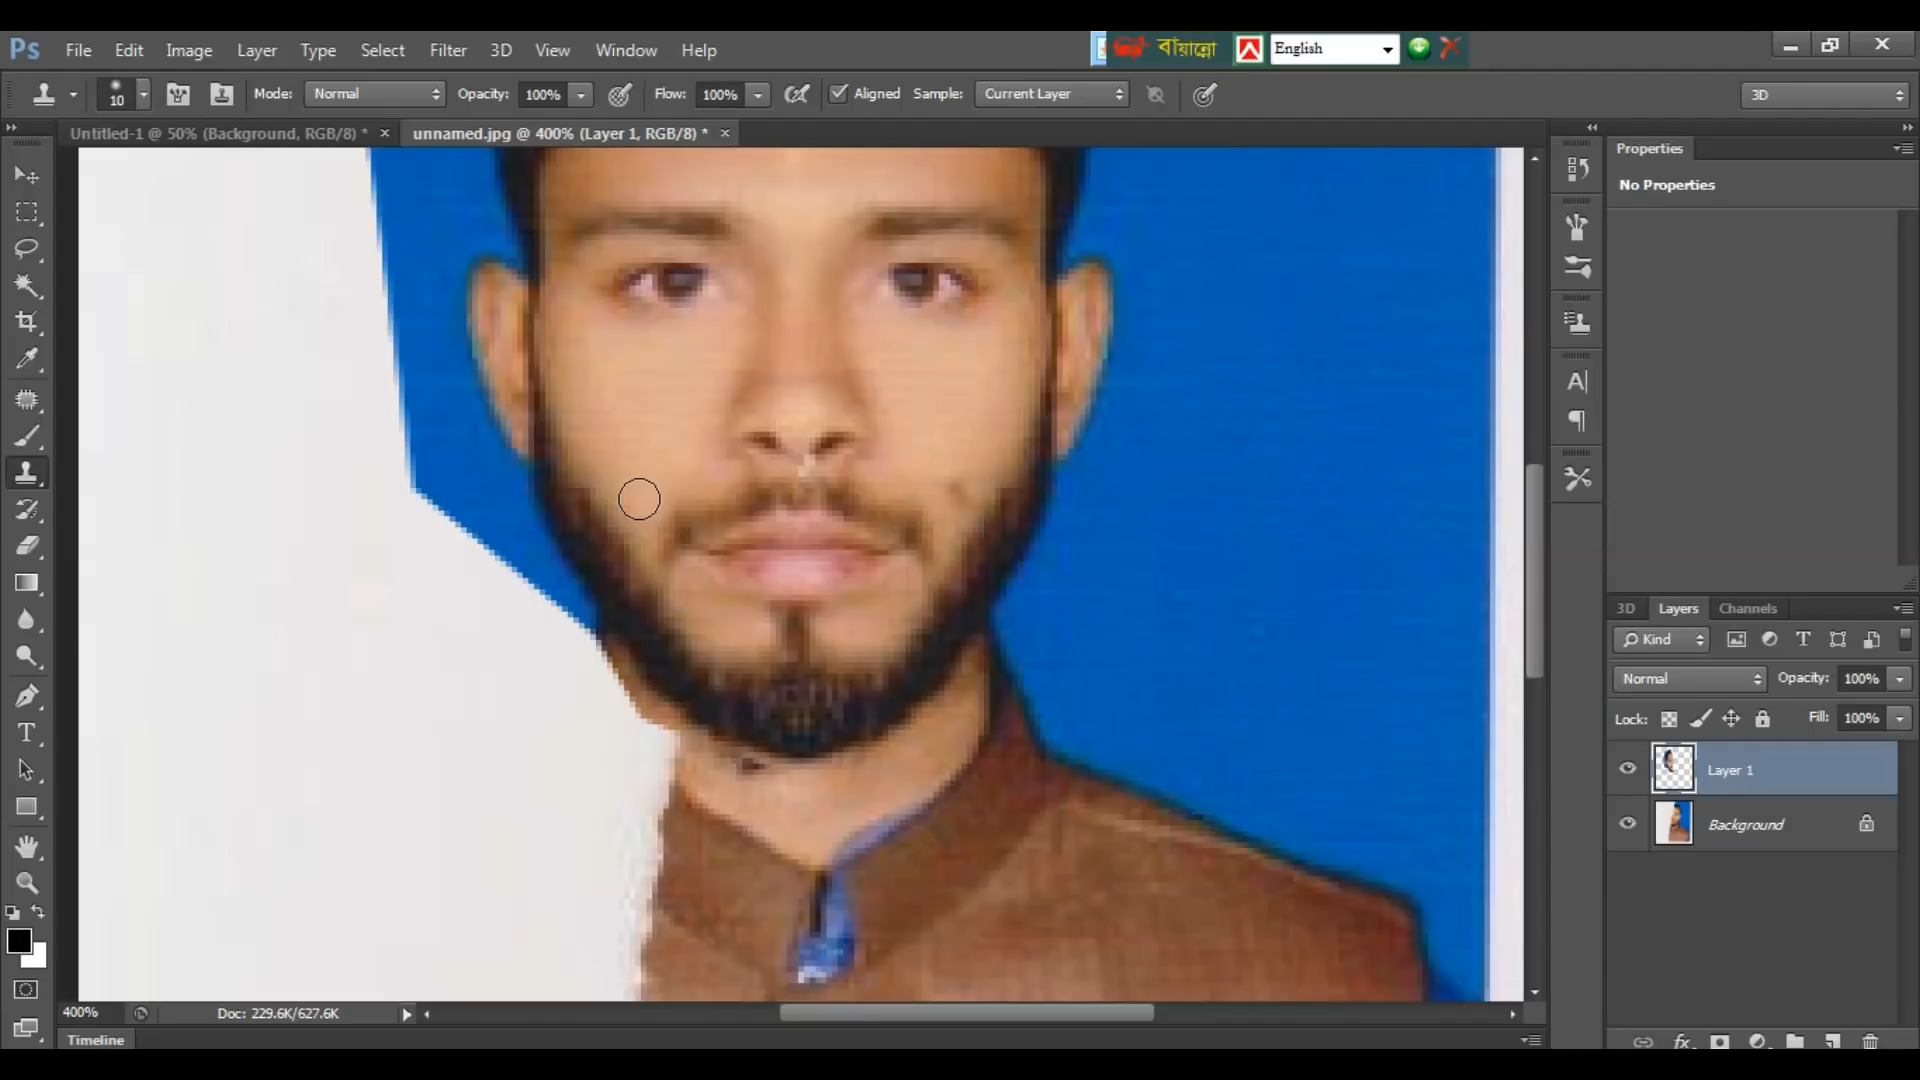 Ps File Edit Image Layer Type Select Filter 3D View Window Help বায়ান্নো English
10 Mode: Normal Opacity: 100% Flow: 100% Aligned Sample: Current Layer 3D
Untitled-1 @ 50% (Background, RGB/8) * unnamed.jpg @ 400% (Layer 1, RGB/8) *
Properties
No Properties
3D Layers Channels
Kind
Normal Opacity: 100%
Lock: Fill: 100%
Layer 1
Background
400% Doc: 229.6K/627.6K
Timeline